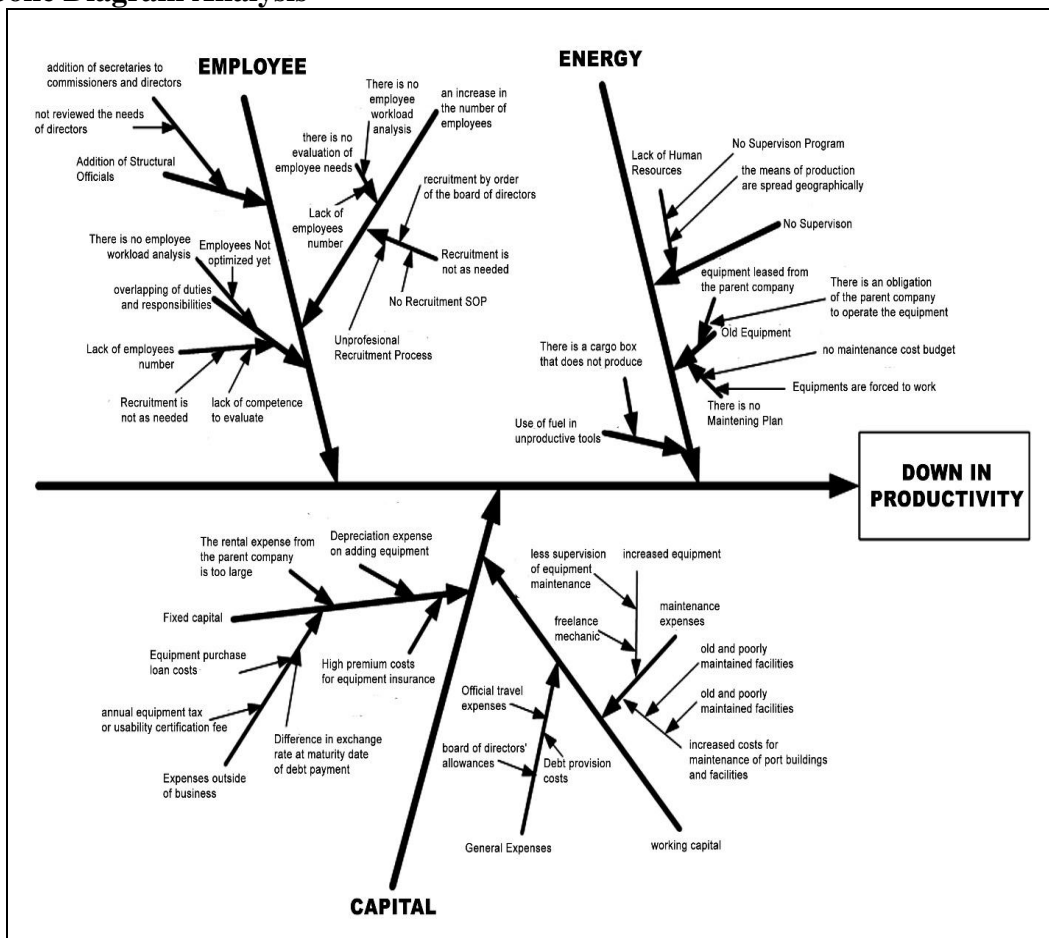 EMPLOYEE
addition of secretaries to
commissioners and directors
not reviewed the needs
of directors
Addition of Structural
Officials
There is no
employee
workload
analysis
an increase in
the number of
employees
there is no
evaluation of
employee needs
Lack of
employees
number
recruitment by order
of the board of directors
Recruitment is
not as needed
No Recruitment SOP
Unprofesional
Recruitment Process
There is no employee
workload analysis
Employees Not
optimized yet
overlapping of duties
and responsibilities
Lack of employees
number
Recruitment is
not as needed
lack of competence
to evaluate
ENERGY
Lack of Human
Resources
No Supervison Program
the means of production
are spread geographically
No Supervison
equipment leased from
the parent company
There is an obligation
of the parent company
to operate the equipment
Old Equipment
There is a cargo box
that does not produce
no maintenance cost budget
Equipments are forced to work
There is no
Maintening Plan
Use of fuel in
unproductive tools
DOWN IN
PRODUCTIVITY
The rental expense from
the parent company
is too large
Depreciation expense
on adding equipment
Fixed capital
Equipment purchase
loan costs
High premium costs
for equipment insurance
annual equipment tax
or usability certification fee
Difference in exchange
rate at maturity date
of debt payment
Expenses outside
of business
less supervision
of equipment
maintenance
increased equipment
freelance
mechanic
maintenance
expenses
old and poorly
maintained facilities
old and poorly
maintained facilities
increased costs for
maintenance of port buildings
and facilities
Official travel
expenses
board of directors'
allowances
Debt provision
costs
General Expenses
working capital
CAPITAL